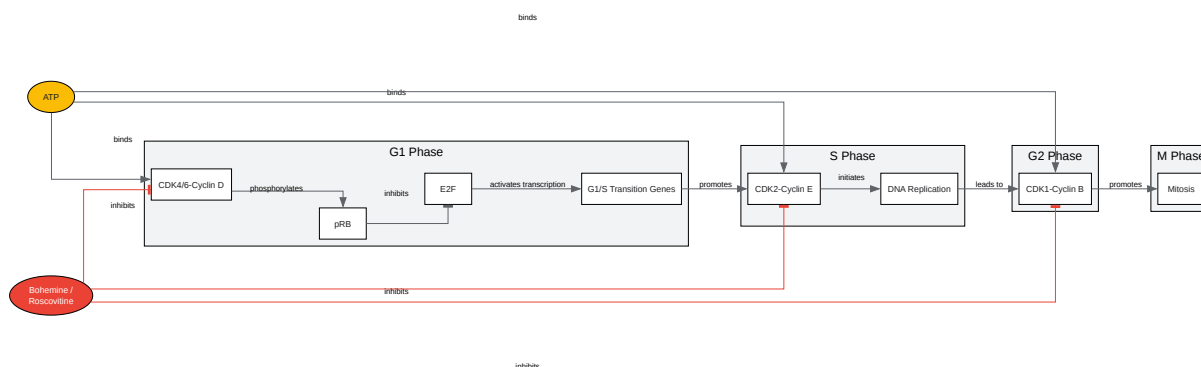 binds
ATP
binds
binds
G1 Phase
S Phase
G2 Phase
M Phase
CDK4/6-Cyclin D
phosphorylates
inhibits
E2F
activates transcription
G1/S Transition Genes
promotes
CDK2-Cyclin E
initiates
DNA Replication
leads to
CDK1-Cyclin B
promotes
Mitosis
inhibits
pRB
Bohemine /
Roscovitine
inhibits
inhibits